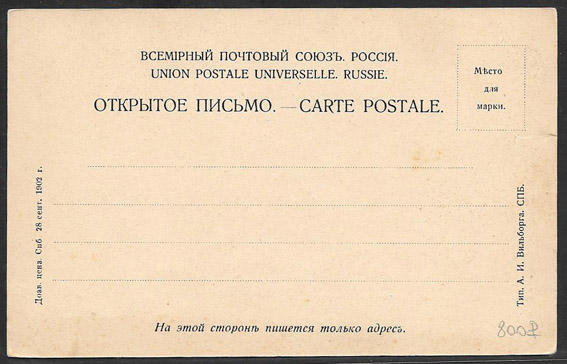 ВСЕМІРНЫЙ ПОЧТОВЫЙ СОЮЗЪ. РОССІЯ.
UNION POSTALE UNIVERSELLE. RUSSIE.
ОТКРЫТОЕ ПИСЬМО. — CARTE POSTALE.
Мѣсто
для
марки.
Дозв. ценз. Спб 28 сент. 1902 г.
Тип. А. И. Вильборга. СПБ.
На этой сторонѣ пишется только адресъ.
800₽